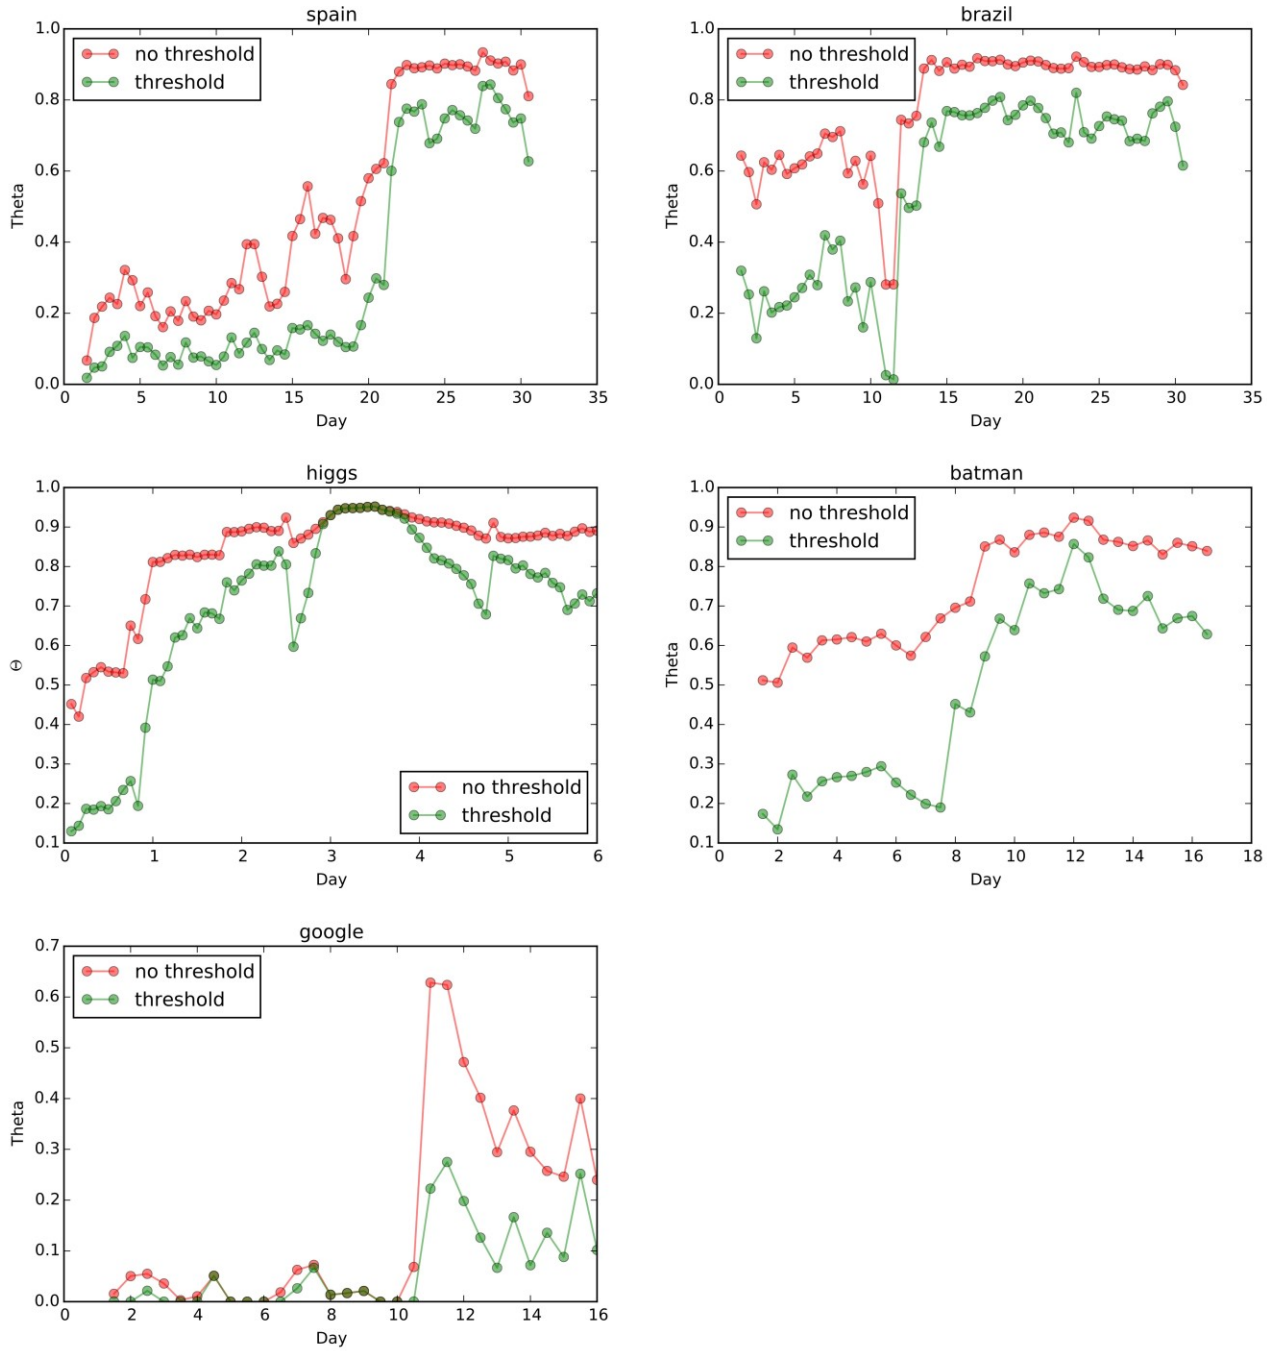 spain
1.0
no threshold
threshold
0.8
0.6
0.4
0.2
0.0
Theta
0 5 10 15 20 25 30 35
Day
brazil
1.0
no threshold
threshold
0.8
0.6
0.4
0.2
0.0
Theta
0 5 10 15 20 25 30 35
Day
higgs
1.0
0.9
0.8
0.7
0.6
0.5
0.4
0.3
0.2
0.1
Θ
no threshold
threshold
0 1 2 3 4 5 6
Day
batman
1.0
no threshold
threshold
0.9
0.8
0.7
0.6
0.5
0.4
0.3
0.2
0.1
Theta
0 2 4 6 8 10 12 14 16 18
Day
google
0.7
no threshold
threshold
0.6
0.5
0.4
0.3
0.2
0.1
0.0
Theta
0 2 4 6 8 10 12 14 16
Day